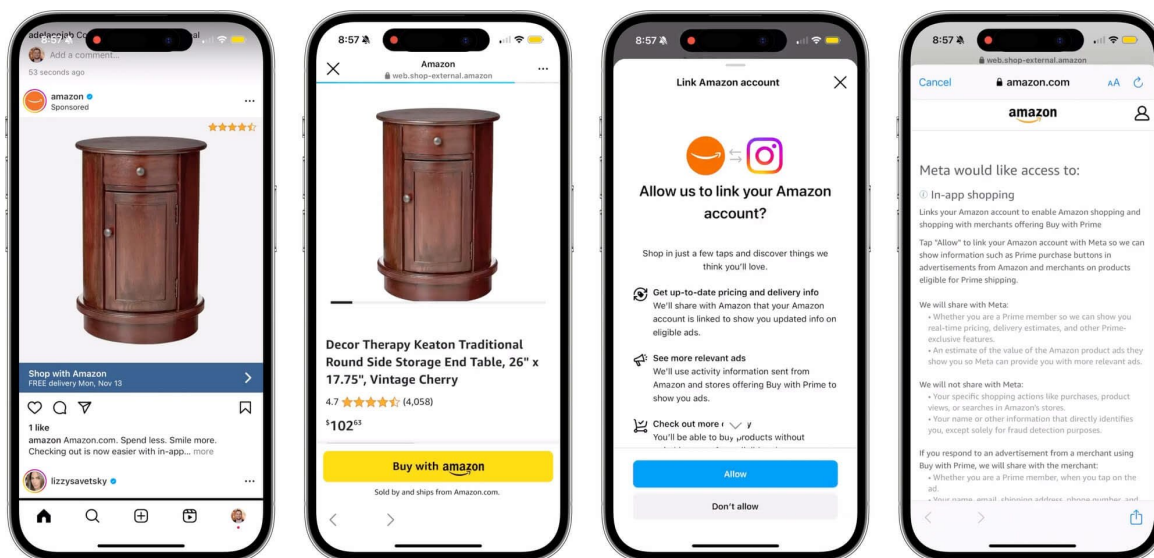 adelacojab Co
8:57
Add a comment...
53 seconds ago
amazon
Sponsored
Shop with Amazon
FREE delivery Mon, Nov 13
1 like
amazon Amazon.com. Spend less. Smile more.
Checking out is now easier with in-app... more
lizzysavetsky
8:57
Amazon
web.shop-external.amazon
Decor Therapy Keaton Traditional
Round Side Storage End Table, 26" x
17.75", Vintage Cherry
4.7 (4,058)
$102 63
Buy with amazon
Sold by and ships from Amazon.com.
8:57
Link Amazon account
Allow us to link your Amazon
account?
Shop in just a few taps and discover things we
think you'll love.
Get up-to-date pricing and delivery info
We'll share with Amazon that your Amazon
account is linked to show you updated info on
eligible ads.
See more relevant ads
We'll use activity information sent from
Amazon and stores offering Buy with Prime to
show you ads.
Check out more
You'll be able to buy products without
Allow
Don't allow
8:57
web.shop-external.amazon
Cancel
amazon.com
AA
amazon
Meta would like access to:
In-app shopping
Links your Amazon account to enable Amazon shopping and
shopping with merchants offering Buy with Prime
Tap "Allow" to link your Amazon account with Meta so we can
show information such as Prime purchase buttons in
advertisements from Amazon and merchants on products
eligible for Prime shipping.
We will share with Meta:
• Whether you are a Prime member so we can show you
real-time pricing, delivery estimates, and other Prime-
exclusive features.
• An estimate of the value of the Amazon product ads they
show you so Meta can provide you with more relevant ads.
We will not share with Meta:
• Your specific shopping actions like purchases, product
views, or searches in Amazon's stores.
• Your name or other information that directly identifies
you, except solely for fraud detection purposes.
If you respond to an advertisement from a merchant using
Buy with Prime, we will share with the merchant:
• Whether you are a Prime member, when you tap on the
ad.
• Your name, email, shipping address, phone number, and